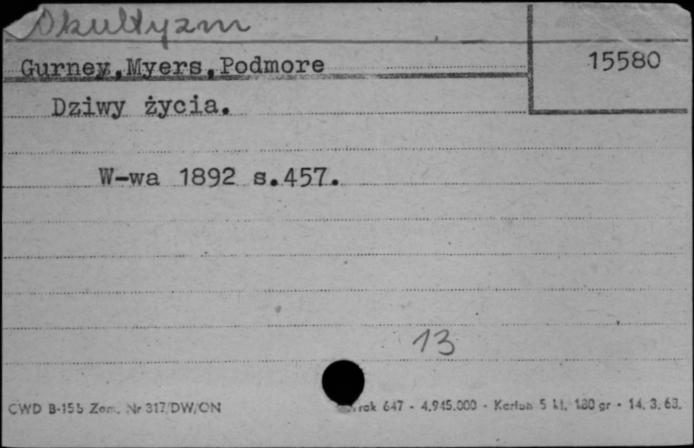 Okultyzm
Gurney,Myers,Podmore
15580
Dziwy życia.
W-wa 1892 s.457.
13
CWD B-155 Zam. Nr 317/DW/ON
647 - 4.945.000 - Karton 5 kl. 180 gr - 14. 3. 63.